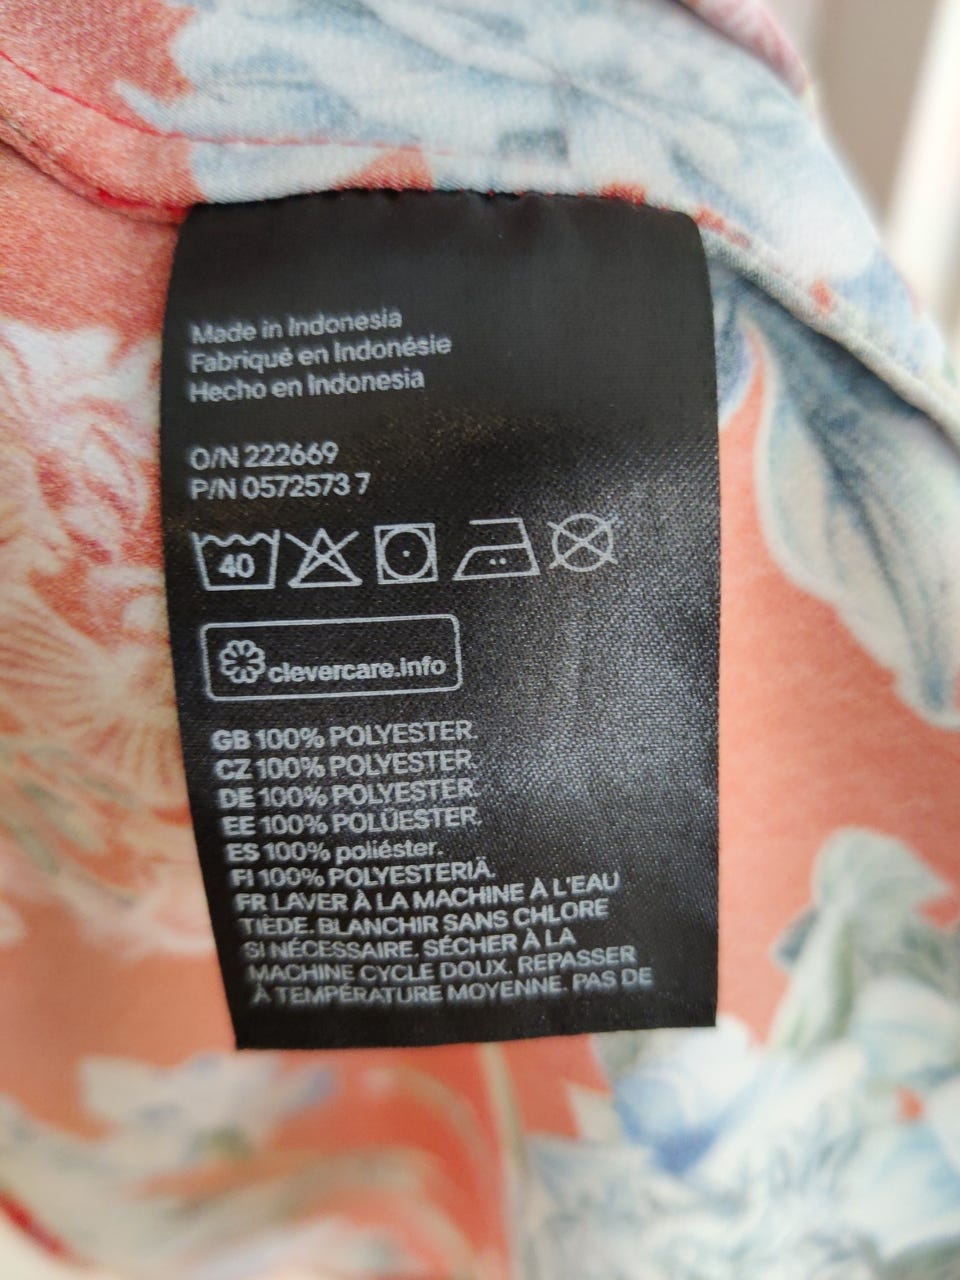 Made in Indonesia
Fabriqué en Indonésie
Hecho en Indonesia
O/N 222669
P/N 0572573 7
40
clevercare.info
GB 100% POLYESTER.
CZ 100% POLYESTER.
DE 100% POLYESTER.
EE 100% POLÜESTER.
ES 100% poliéster.
FI 100% POLYESTERIÄ.
FR LAVER À LA MACHINE À L'EAU
TIÈDE. BLANCHIR SANS CHLORE
SI NÉCESSAIRE. SÉCHER À LA
MACHINE CYCLE DOUX. REPASSER
À TEMPÉRATURE MOYENNE. PAS DE